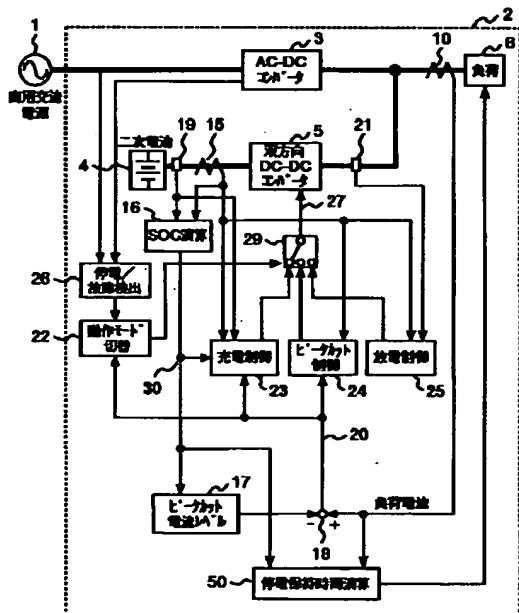 2
1
3
10
6
AC-DC
コンバータ
負荷
商用交流
電源
二次電池
19
15
5
21
4
双方向
DC-DC
コンバータ
16
27
SOC演算
29
26
停電／
故障検出
22
動作モード
切替
30
充電制御
ピークカット
制御
放電制御
23
24
25
20
17
ピークカット
電流レベル
負荷電流
-
+
18
50
停電保持時間演算